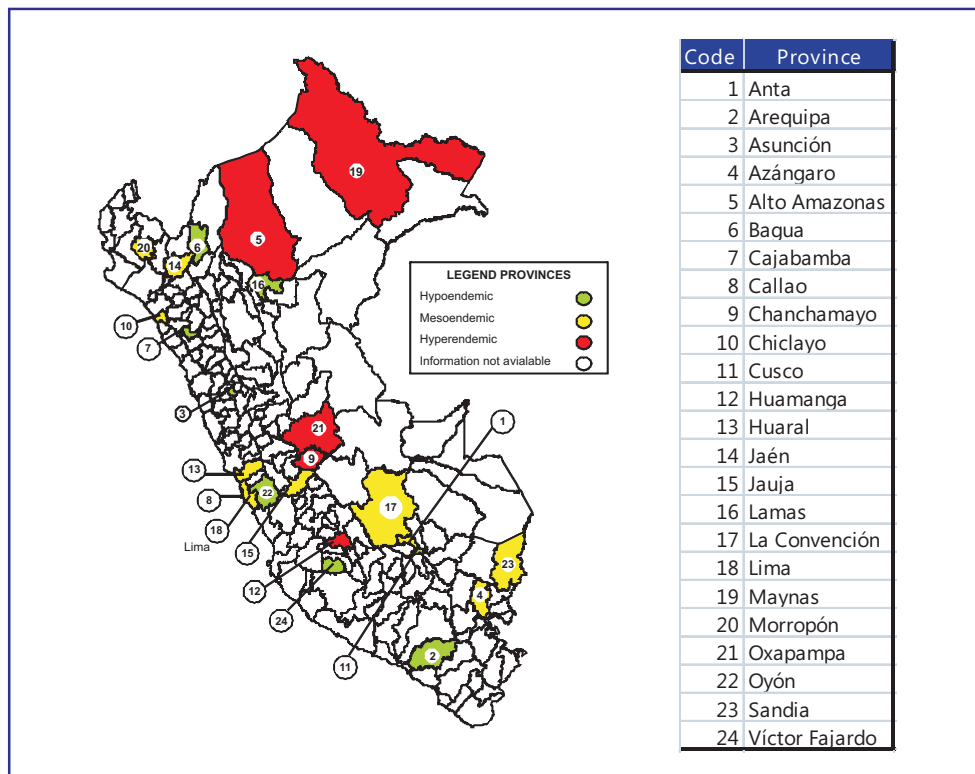 19
5
6
20
14
16
10
7
3
21
9
13
22
8
18
Lima
15
12
24
11
1
17
23
4
2
LEGEND PROVINCES
Hypoendemic
Mesoendemic
Hyperendemic
Information not avialable
Code Province
1 Anta
2 Arequipa
3 Asunción
4 Azángaro
5 Alto Amazonas
6 Bagua
7 Cajabamba
8 Callao
9 Chanchamayo
10 Chiclayo
11 Cusco
12 Huamanga
13 Huaral
14 Jaén
15 Jauja
16 Lamas
17 La Convención
18 Lima
19 Maynas
20 Morropón
21 Oxapampa
22 Oyón
23 Sandia
24 Víctor Fajardo